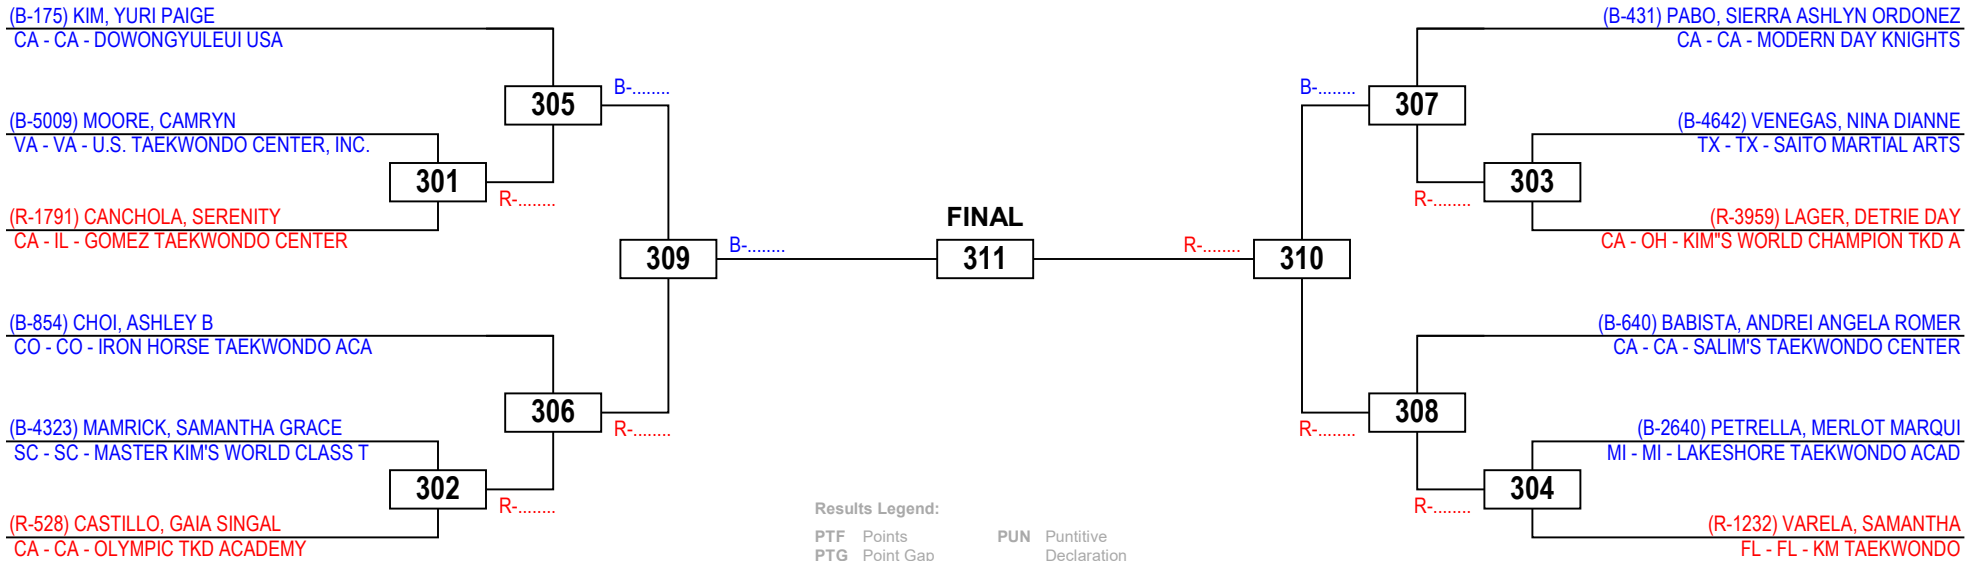 (B-175) KIM, YURI PAIGE
CA - CA - DOWONGYULEUI USA
305
B-........
(B-5009) MOORE, CAMRYN
VA - VA - U.S. TAEKWONDO CENTER, INC.
301
R-........
(R-1791) CANCHOLA, SERENITY
CA - IL - GOMEZ TAEKWONDO CENTER
309
B-........
(B-854) CHOI, ASHLEY B
CO - CO - IRON HORSE TAEKWONDO ACA
306
R-........
(B-4323) MAMRICK, SAMANTHA GRACE
SC - SC - MASTER KIM'S WORLD CLASS T
302
R-........
(R-528) CASTILLO, GAIA SINGAL
CA - CA - OLYMPIC TKD ACADEMY
FINAL
311
(B-431) PABO, SIERRA ASHLYN ORDONEZ
CA - CA - MODERN DAY KNIGHTS
B-........
307
(B-4642) VENEGAS, NINA DIANNE
TX - TX - SAITO MARTIAL ARTS
R-........
303
(R-3959) LAGER, DETRIE DAY
CA - OH - KIM"S WORLD CHAMPION TKD A
R-........
310
(B-640) BABISTA, ANDREI ANGELA ROMER
CA - CA - SALIM'S TAEKWONDO CENTER
R-........
308
(B-2640) PETRELLA, MERLOT MARQUI
MI - MI - LAKESHORE TAEKWONDO ACAD
R-........
304
(R-1232) VARELA, SAMANTHA
FL - FL - KM TAEKWONDO
Results Legend:
PTF Points
PTG Point Gap
PUN Puntitive
Declaration